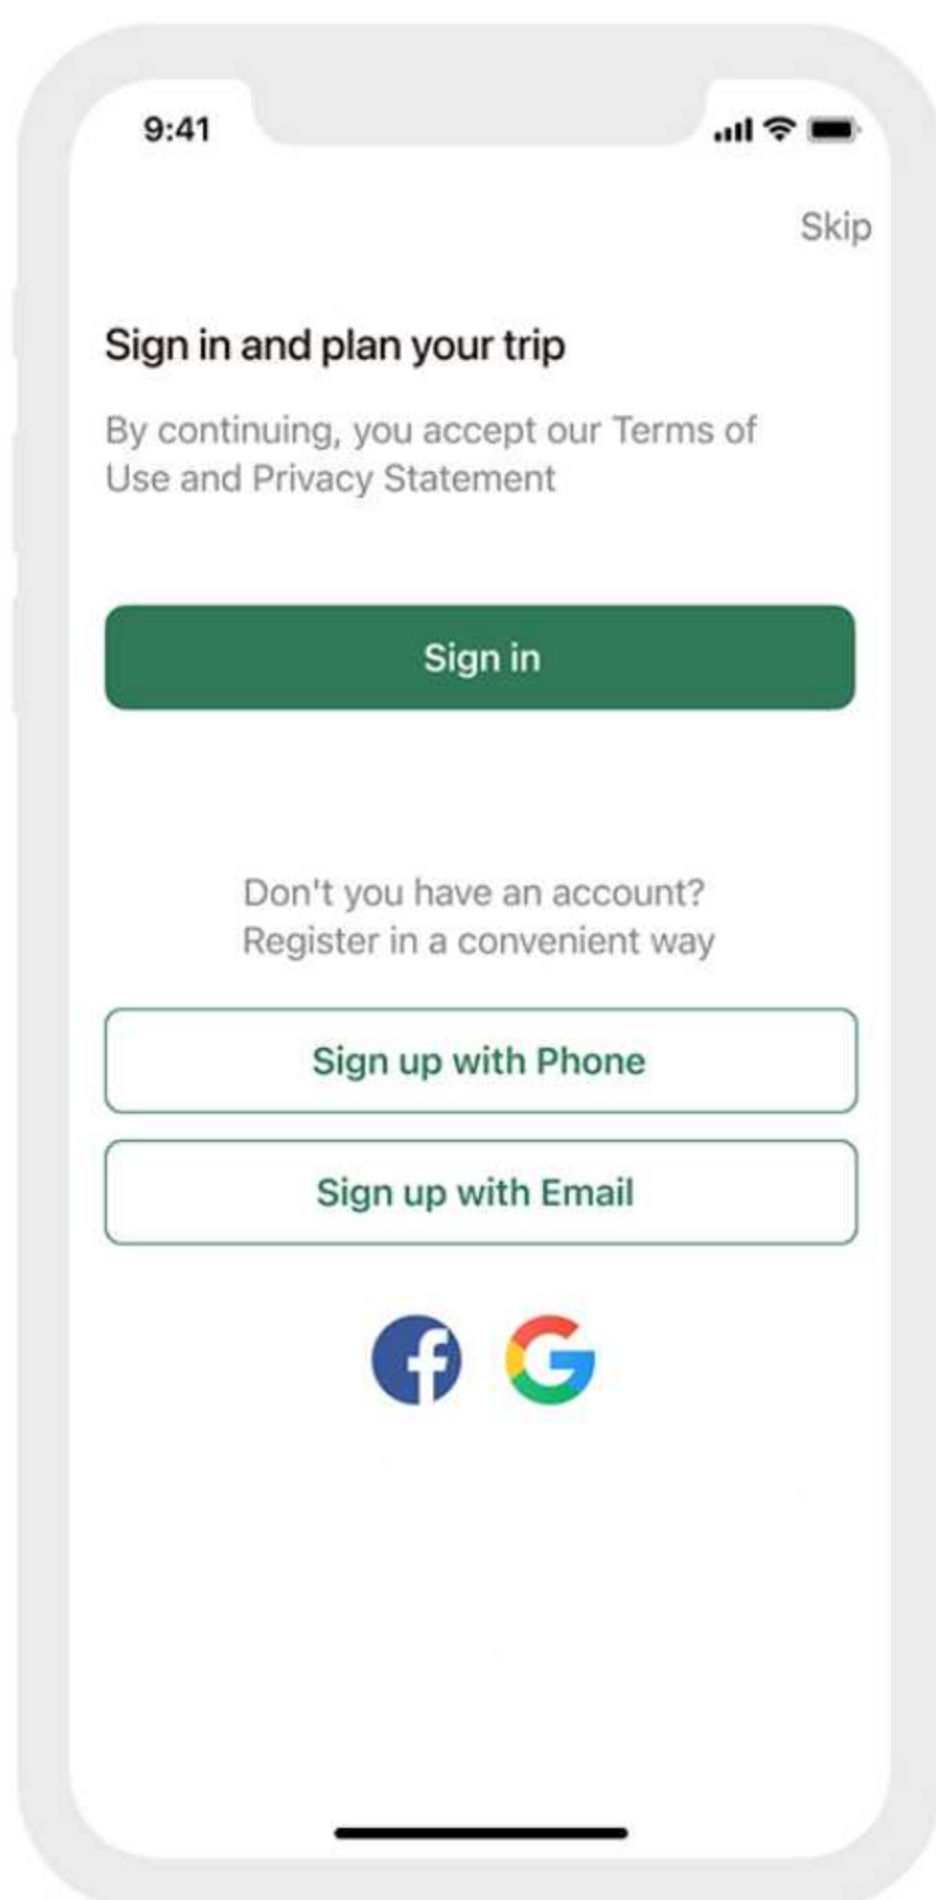 9:41
Skip
Sign in and plan your trip
By continuing, you accept our Terms of
Use and Privacy Statement
Sign in
Don't you have an account?
Register in a convenient way
Sign up with Phone
Sign up with Email